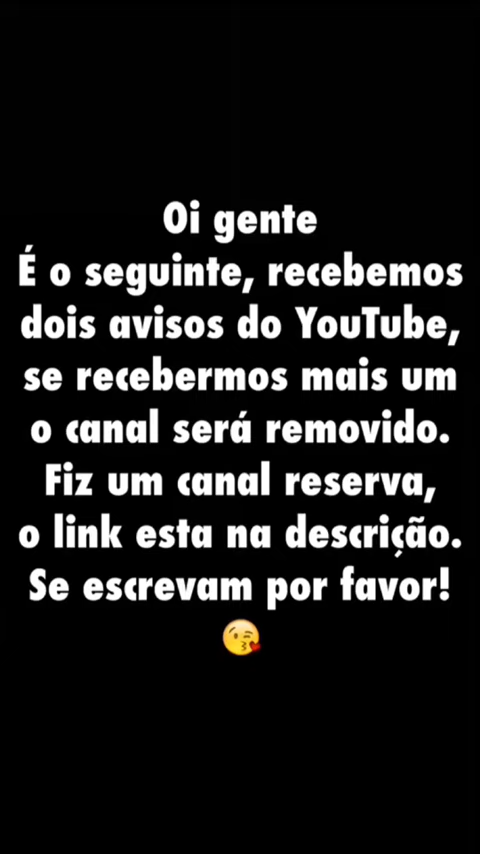 Oi gente
É o seguinte, recebemos
dois avisos do YouTube,
se recebermos mais um
o canal será removido.
Fiz um canal reserva,
o link esta na descrição.
Se escrevam por favor!
😘